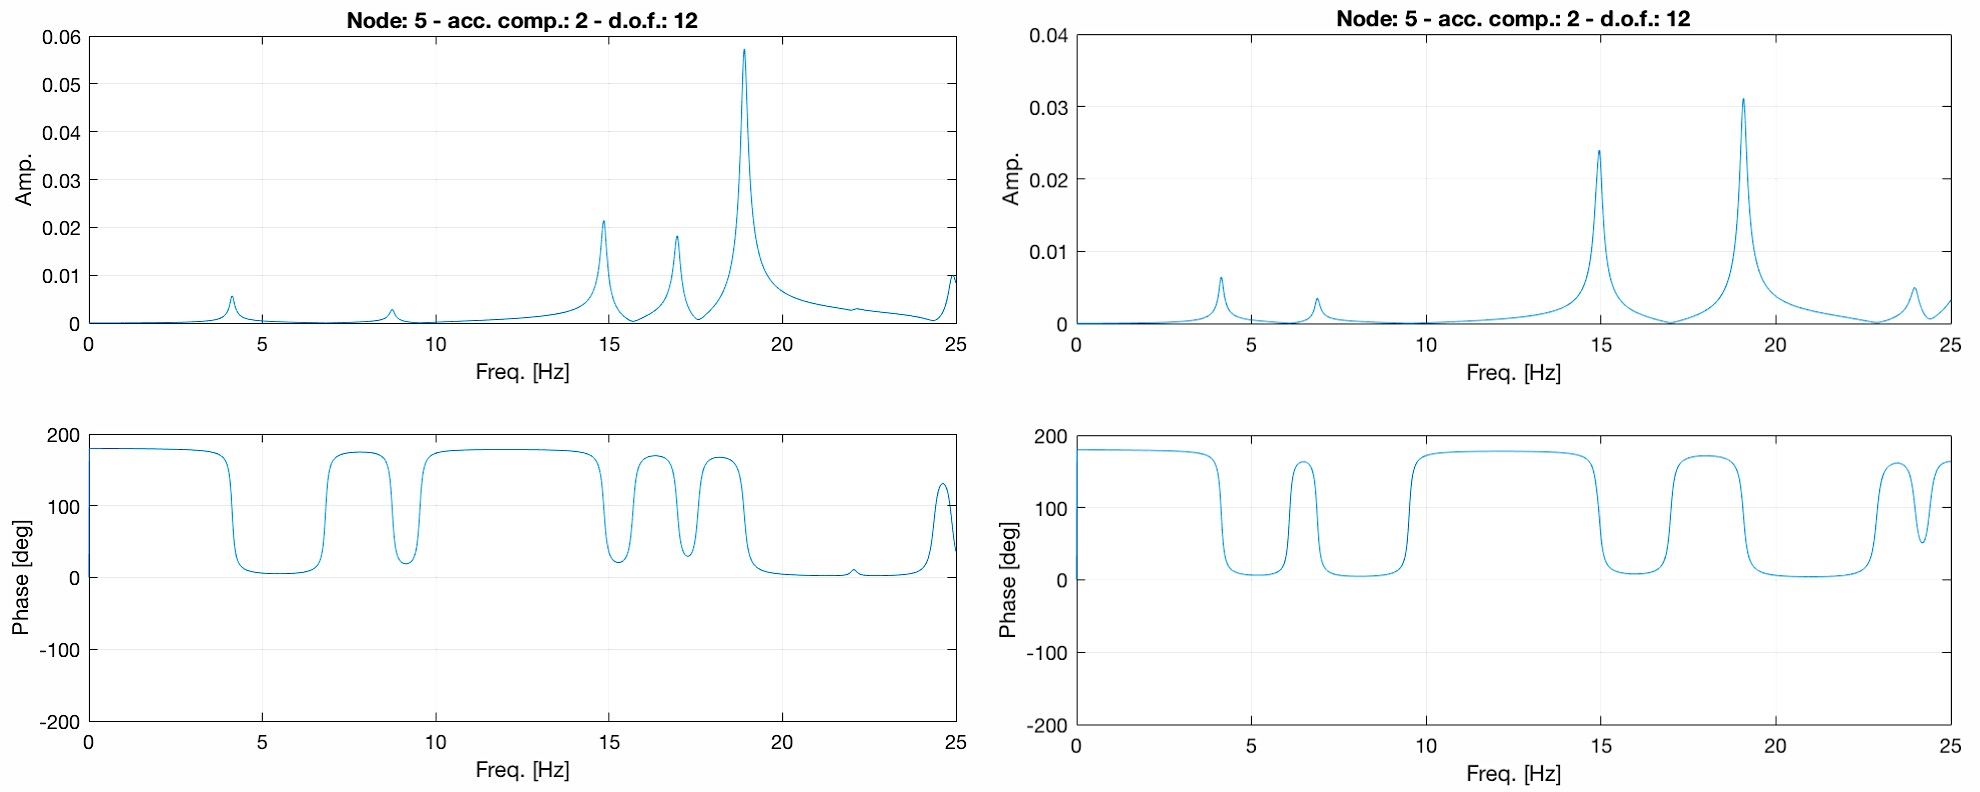 Node: 5 - acc. comp.: 2 - d.o.f.: 12
0.06
0.05
0.04
0.03
0.02
0.01
0
Amp.
0 5 10 15 20 25
Freq. [Hz]
Node: 5 - acc. comp.: 2 - d.o.f.: 12
0.04
0.03
0.02
0.01
0
Amp.
0 5 10 15 20 25
Freq. [Hz]
200
100
0
-100
-200
Phase [deg]
0 5 10 15 20 25
Freq. [Hz]
200
100
0
-100
-200
Phase [deg]
0 5 10 15 20 25
Freq. [Hz]